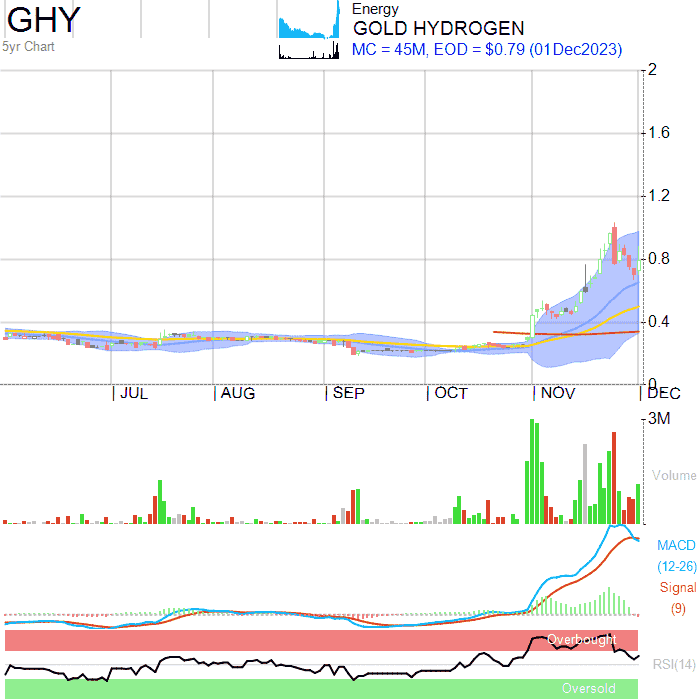 GHY
5yr Chart
Energy
GOLD HYDROGEN
MC = 45M, EOD = $0.79 (01Dec2023)
2
1.6
1.2
0.8
0.4
0
JUL AUG SEP OCT NOV DEC
3M
Volume
MACD
(12-26)
Signal
(9)
Overbought
RSI(14)
Oversold